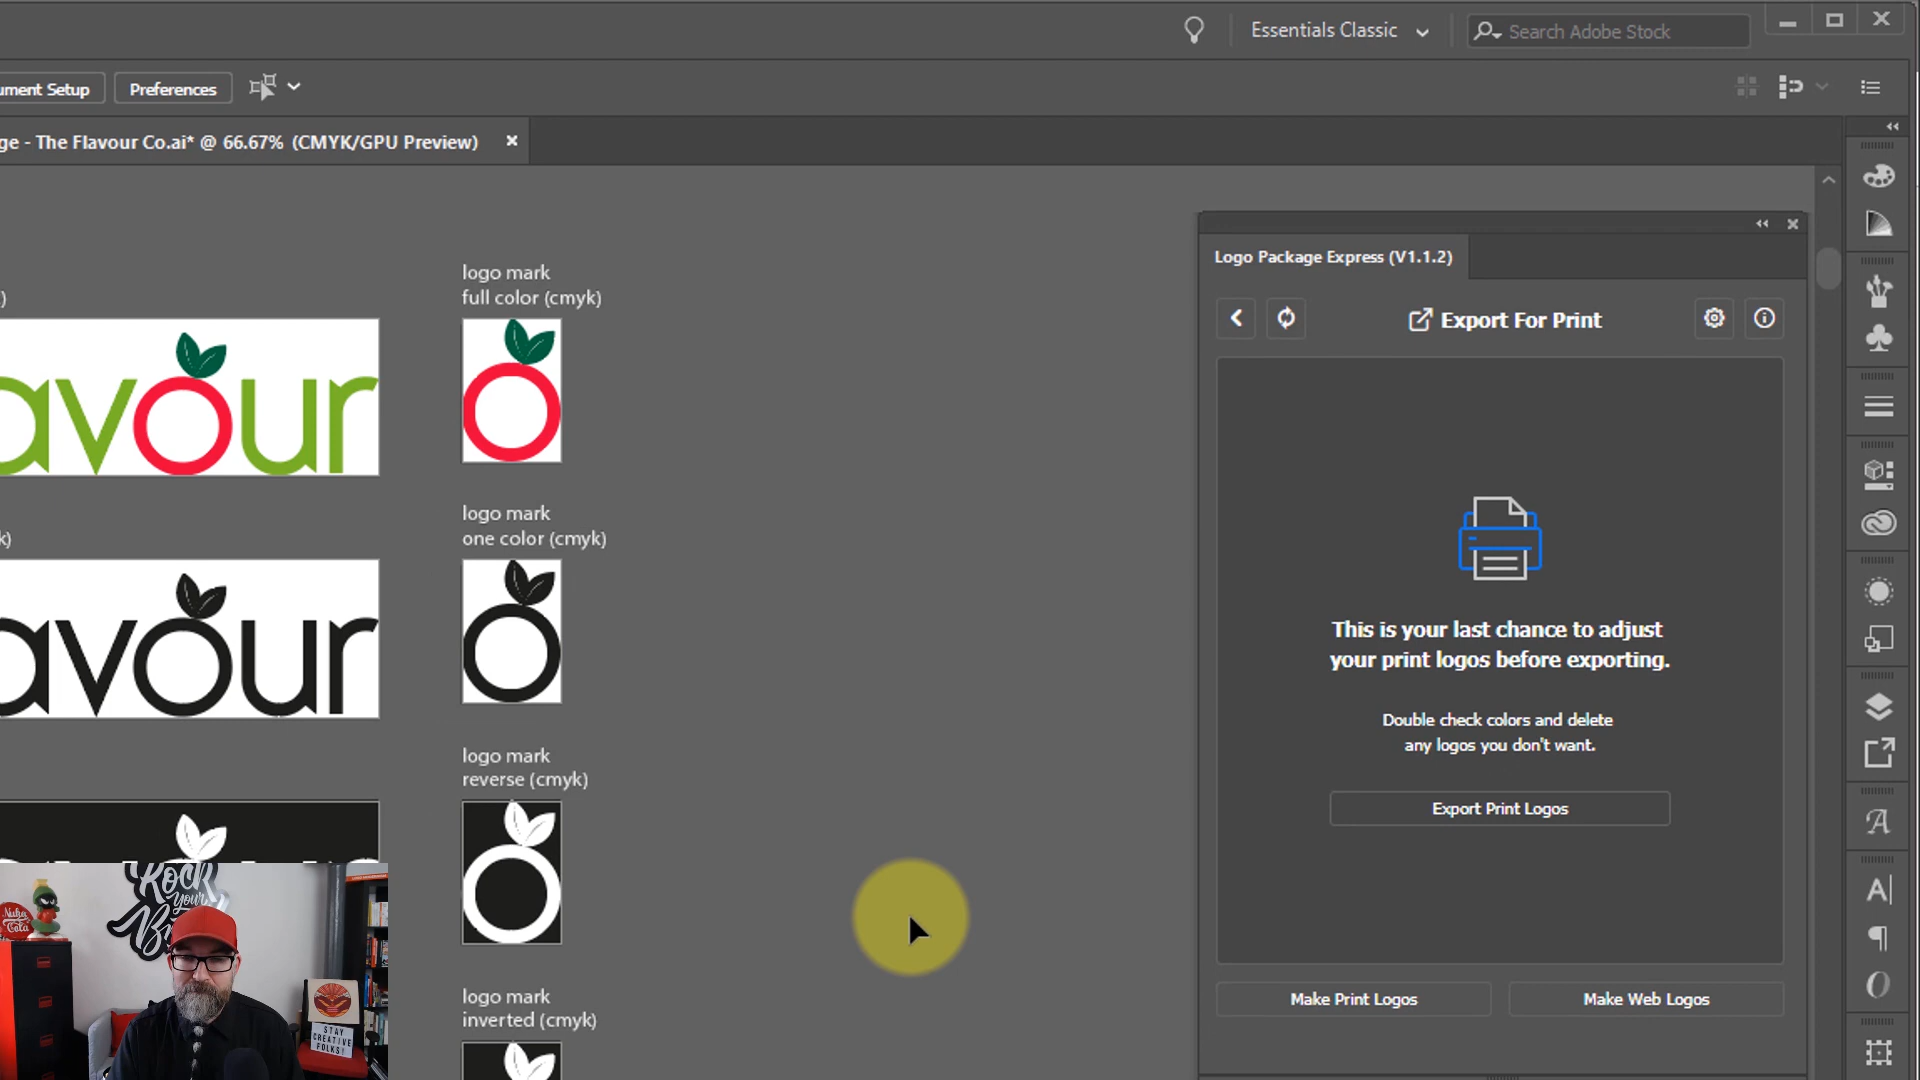 Essentials Classic
Search Adobe Stock
ument Setup
Preferences
ge - The Flavour Co.ai* @ 66.67% (CMYK/GPU Preview)
)
logo mark
full color (cmyk)
avour
k)
logo mark
one color (cmyk)
avour
logo mark
reverse (cmyk)
logo mark
inverted (cmyk)
Logo Package Express (V1.1.2)
Export For Print
This is your last chance to adjust
your print logos before exporting.
Double check colors and delete
any logos you don't want.
Export Print Logos
Make Print Logos
Make Web Logos
Rock
your
Nuka
Cola
STAY
CREATIVE
FOLKS!